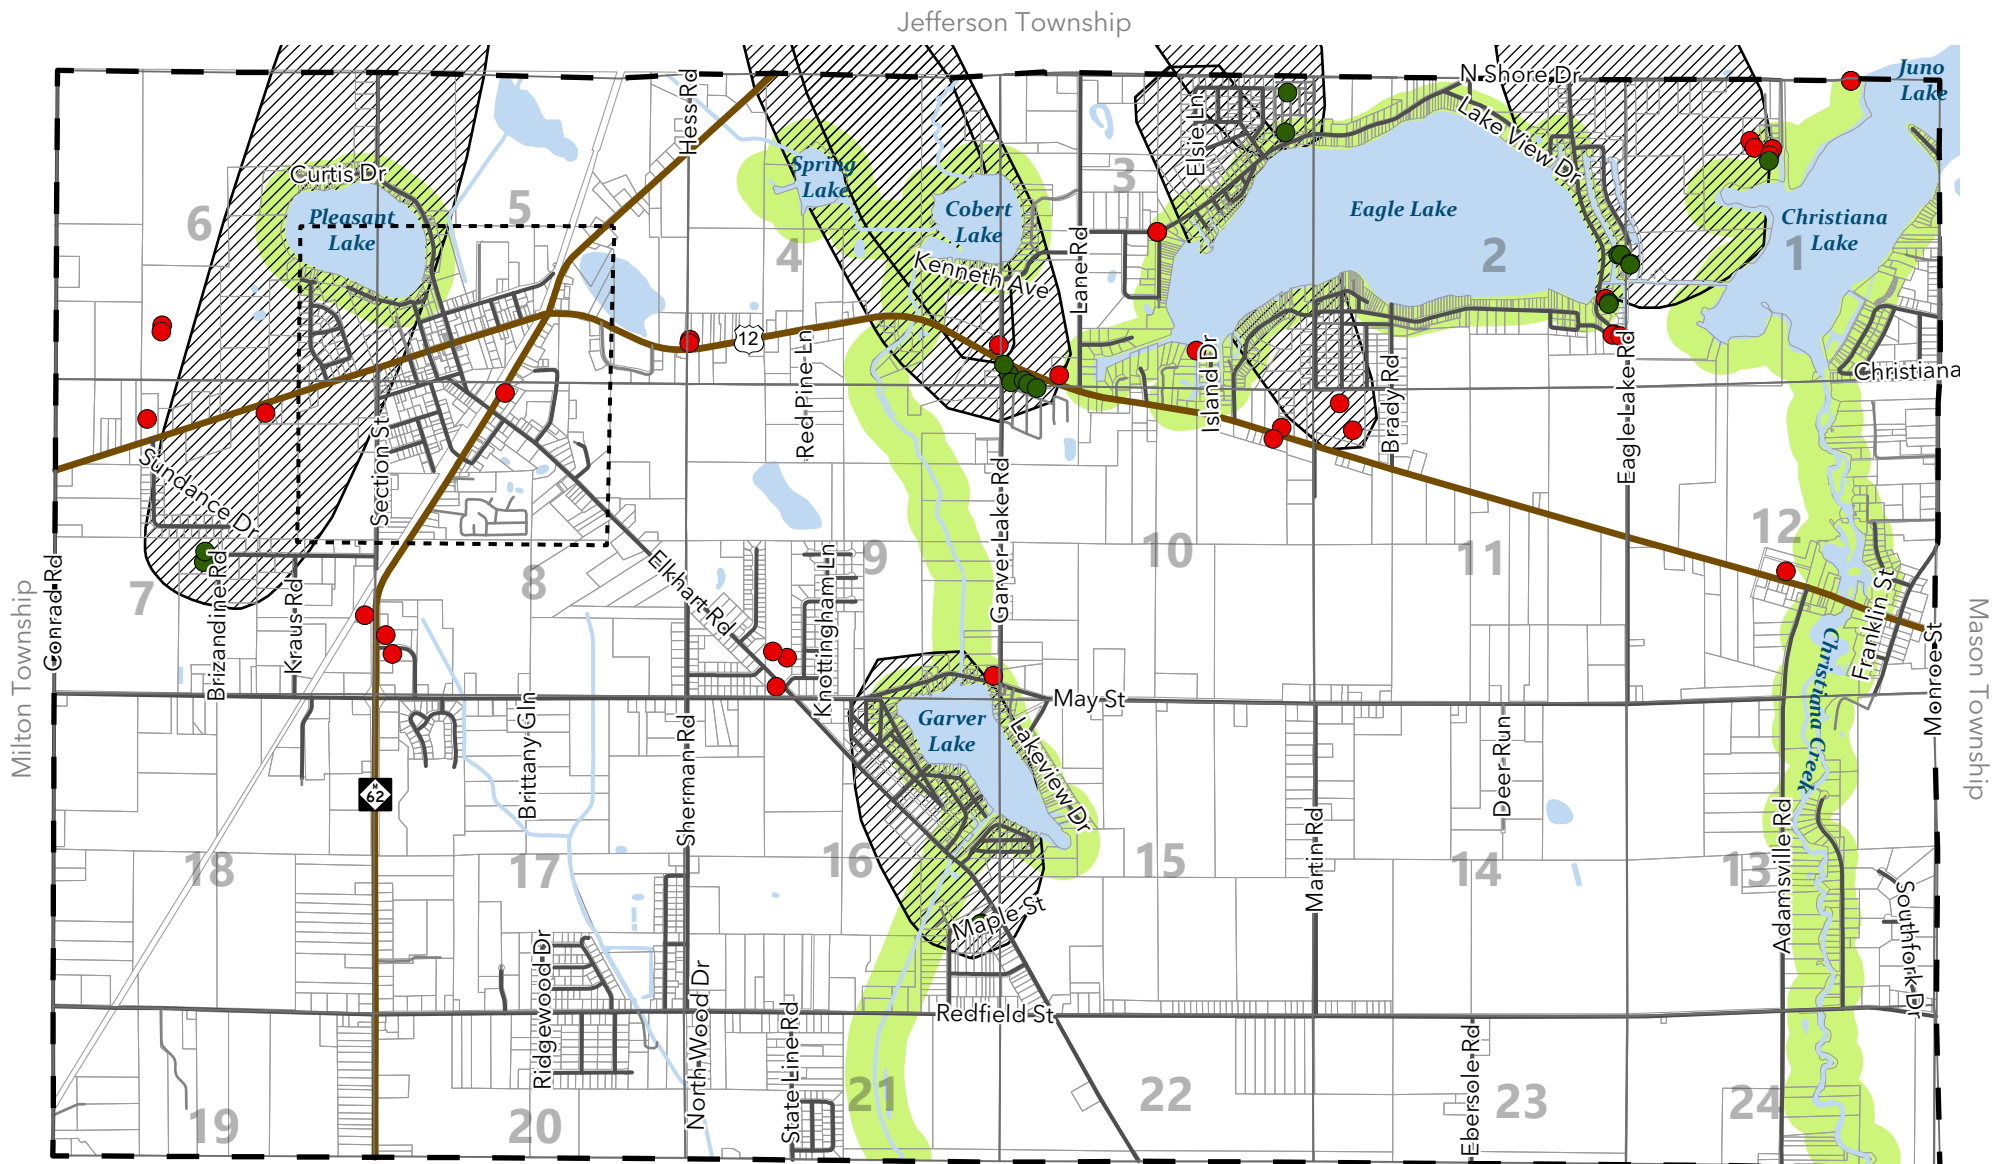 Jefferson Township
Juno
Lake
N Shore Dr
Hess Rd
Elsie Ln
Lake View Dr
3
Curtis Dr
Spring
Lake
6
5
Pleasant
Lake
Cobert
Lake
Eagle Lake
Christiana
Lake
4
2
1
Kenneth Ave
Lane Rd
12
Red Pine Ln
Island Dr
Brady Rd
Eagle Lake Rd
Christiana
Section St
Sundance Dr
Garver Lake Rd
12
10
11
9
7
8
Conrad Rd
Brizandine Rd
Kraus Rd
Elkhart Rd
Knottingham Ln
Franklin St
Monroe St
Milton Township
Mason Township
Christiana Creek
May St
Garver
Lake
Lakeview Dr
Brittany Gln
Sherman Rd
Deer Run
M
62
Martin Rd
Adamsville Rd
18
17
16
15
14
13
Southfork Dr
Maple St
Ridgewood Dr
North Wood Dr
State Line Rd
Redfield St
Ebersole Rd
19
20
21
22
23
24